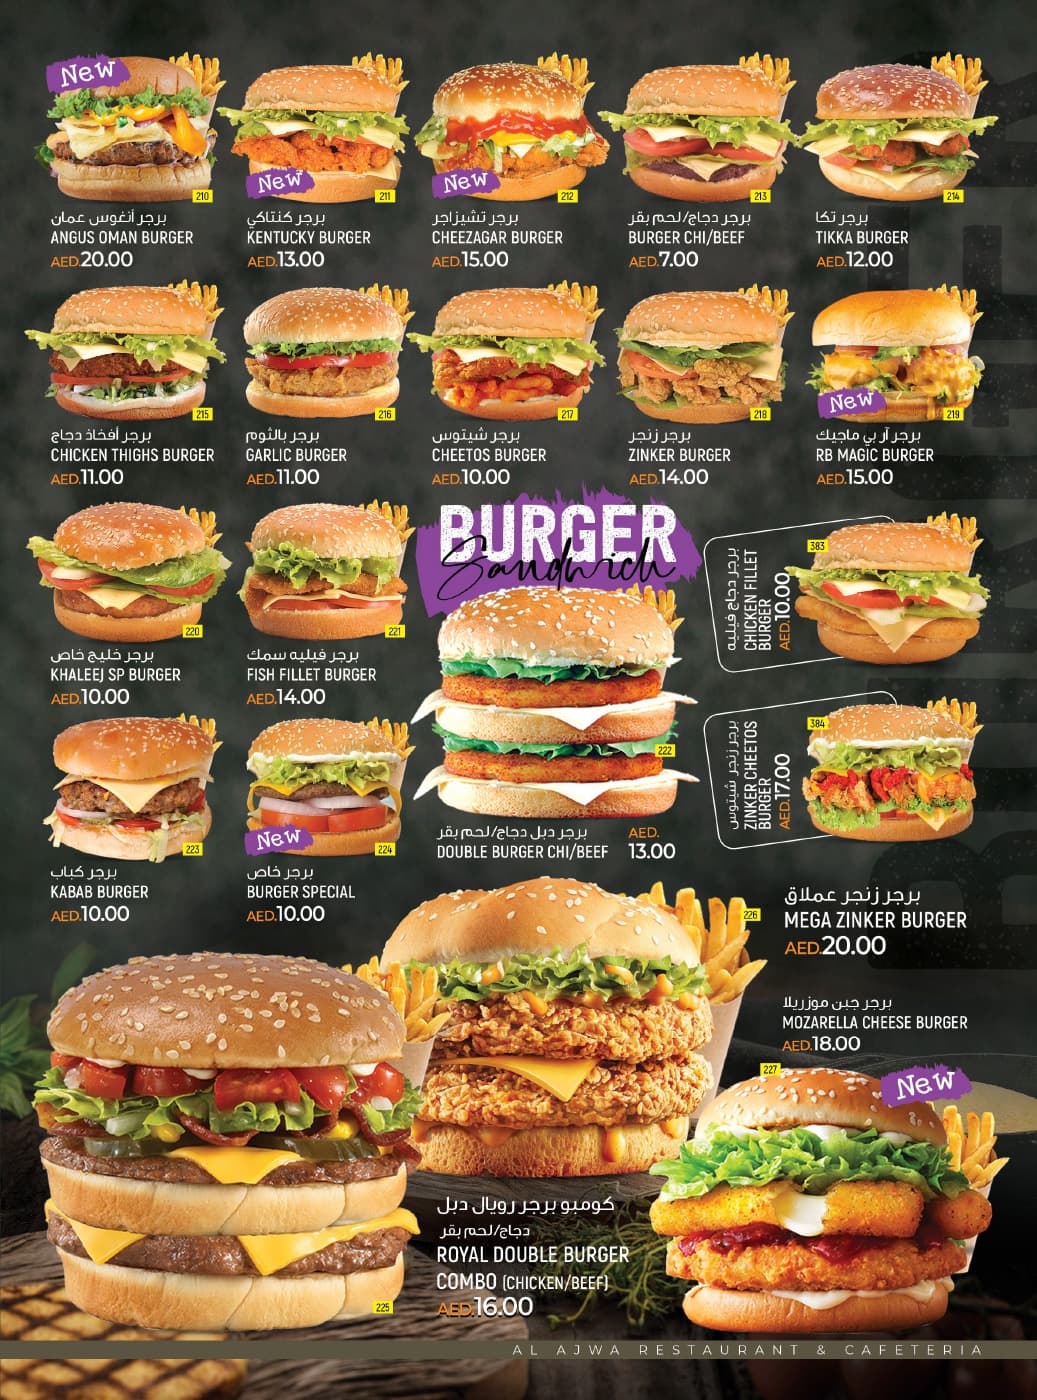 New
210
برجر أنغوس عمان
ANGUS OMAN BURGER
AED.20.00
New
211
برجر كنتاكي
KENTUCKY BURGER
AED.13.00
New
212
برجر تشيزاجر
CHEEZAGAR BURGER
AED.15.00
213
برجر دجاج/لحم بقر
BURGER CHI/BEEF
AED.7.00
214
برجر تكا
TIKKA BURGER
AED.12.00
215
برجر أفخاذ دجاج
CHICKEN THIGHS BURGER
AED.11.00
216
برجر بالثوم
GARLIC BURGER
AED.11.00
217
برجر شيتوس
CHEETOS BURGER
AED.10.00
218
برجر زنجر
ZINKER BURGER
AED.14.00
New
219
برجر آر بي ماجيك
RB MAGIC BURGER
AED.15.00
BURGER
Sandwich
220
برجر خليج خاص
KHALEEJ SP BURGER
AED.10.00
221
برجر فيليه سمك
FISH FILLET BURGER
AED.14.00
222
برجر دبل دجاج/لحم بقر
DOUBLE BURGER CHI/BEEF
AED.
13.00
383
برجر دجاج فيليه
CHICKEN FILLET
BURGER
AED.10.00
384
برجر زنجر شيتوس
ZINKER CHEETOS
BURGER
AED.17.00
223
برجر كباب
KABAB BURGER
AED.10.00
New
224
برجر خاص
BURGER SPECIAL
AED.10.00
226
برجر زنجر عملاق
MEGA ZINKER BURGER
AED.20.00
برجر جبن موزريلا
MOZARELLA CHEESE BURGER
AED.18.00
227
New
225
كومبو برجر رويال دبل
دجاج/لحم بقر
ROYAL DOUBLE BURGER
COMBO (CHICKEN/BEEF)
AED.16.00
AL AJWA RESTAURANT & CAFETERIA